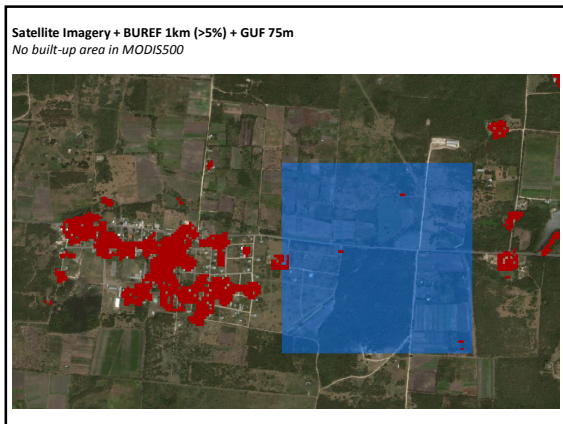 Satellite Imagery + BUREF 1km (>5%) + GUF 75m
No built-up area in MODIS500